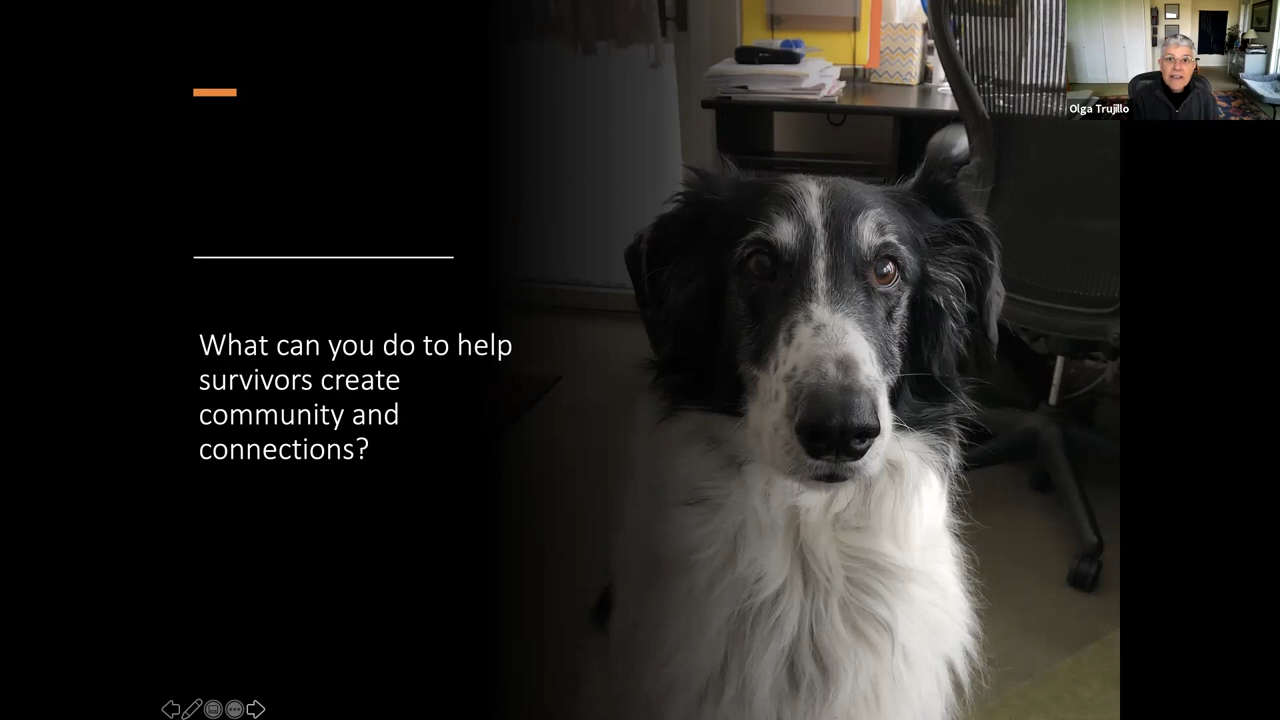 Olga Trujillo
What can you do to help
survivors create
community and
connections?